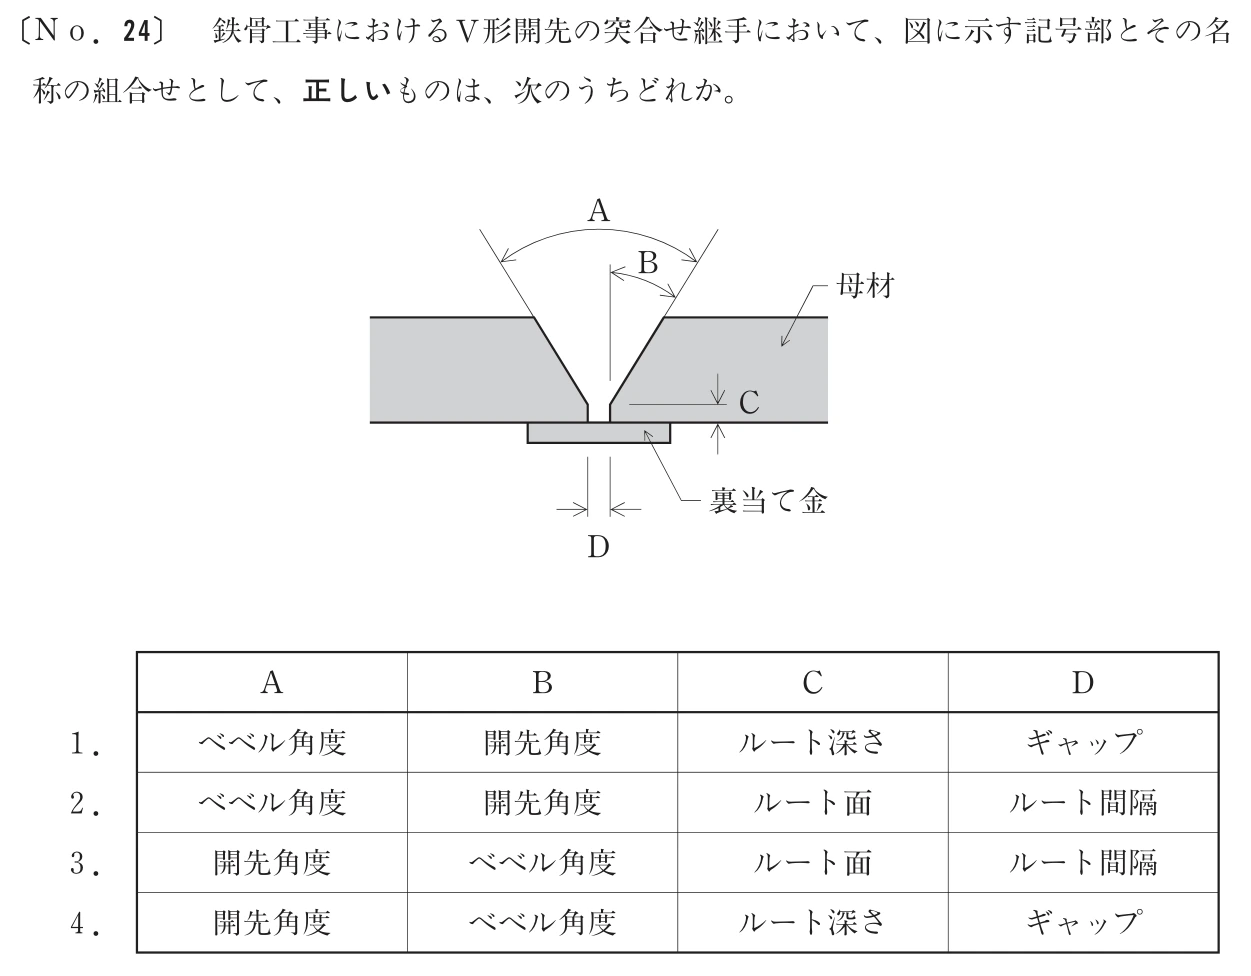 〔Ｎｏ．24〕　鉄骨工事におけるＶ形開先の突合せ継手において、図に示す記号部とその名
称の組合せとして、正しいものは、次のうちどれか。
A
B
母材
C
裏当て金
D
A B C D
1． ベベル角度 開先角度 ルート深さ ギャップ
2． ベベル角度 開先角度 ルート面 ルート間隔
3． 開先角度 ベベル角度 ルート面 ルート間隔
4． 開先角度 ベベル角度 ルート深さ ギャップ